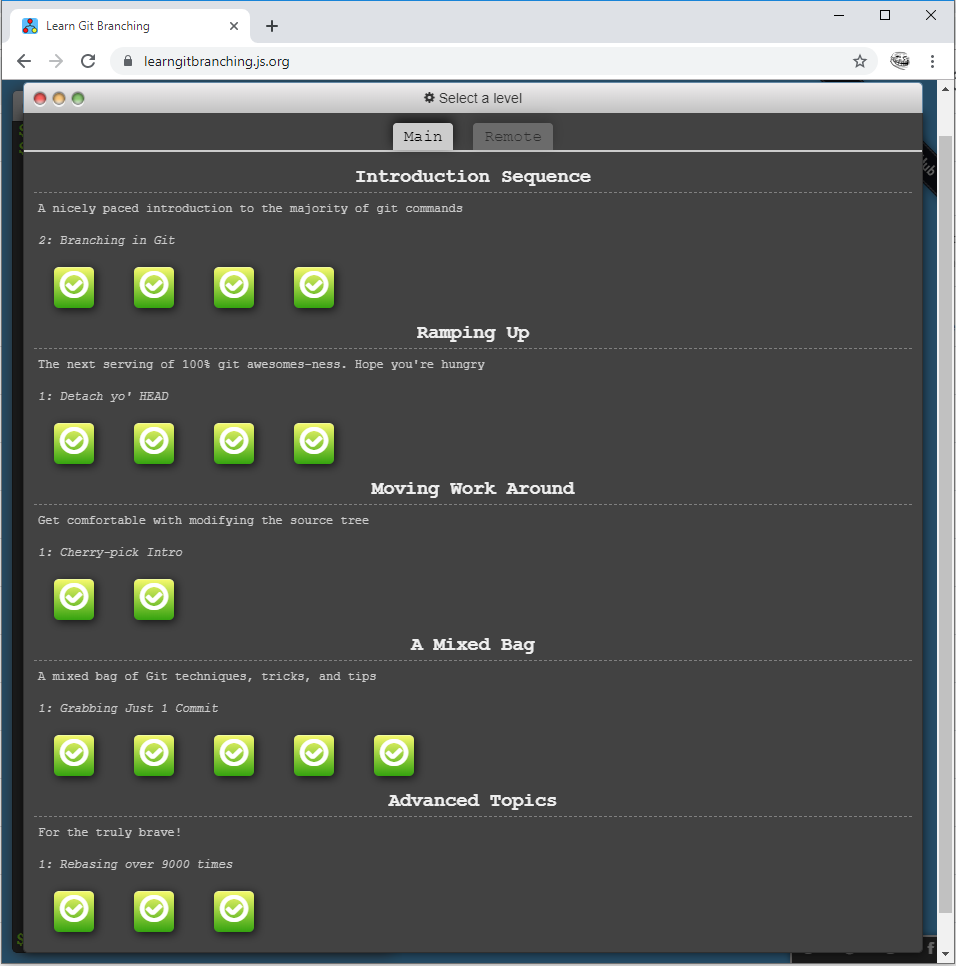 Learn Git Branching
learngitbranching.js.org
Select a level
Main Remote
Introduction Sequence
A nicely paced introduction to the majority of git commands
2: Branching in Git
Ramping Up
The next serving of 100% git awesomes-ness. Hope you're hungry
1: Detach yo' HEAD
Moving Work Around
Get comfortable with modifying the source tree
1: Cherry-pick Intro
A Mixed Bag
A mixed bag of Git techniques, tricks, and tips
1: Grabbing Just 1 Commit
Advanced Topics
For the truly brave!
1: Rebasing over 9000 times